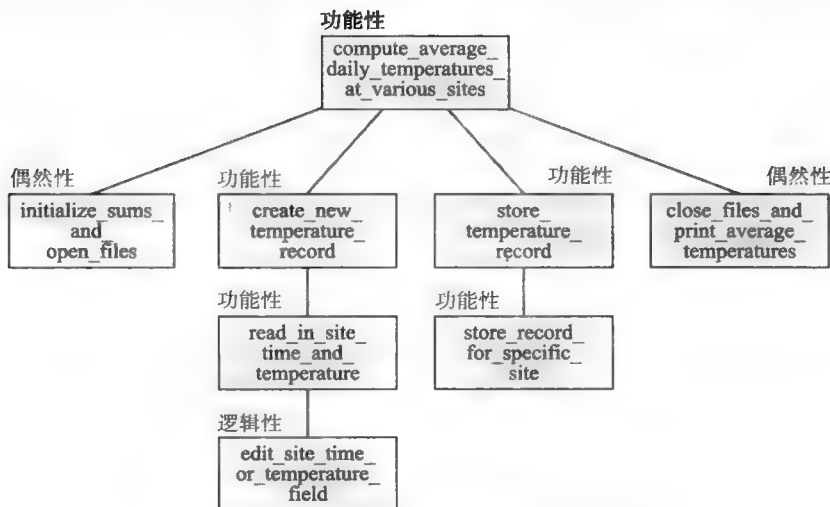 功能性
compute_average_
daily_temperatures_
at_various_sites
偶然性
initialize_sums_
and_
open_files
功能性
create_new_
temperature_
record
功能性
store_
temperature_
record
偶然性
close_files_and_
print_average_
temperatures
功能性
read_in_site_
time_and_
temperature
功能性
store_record_
for_specific_
site
逻辑性
edit_site_time_
or_temperature_
field